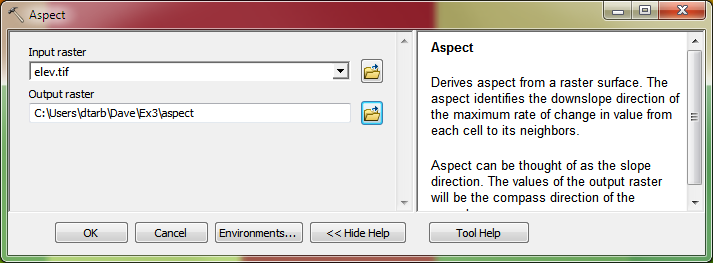 Aspect
Input raster
elev.tif
Output raster
C:\Users\dtarb\Dave\Ex3\aspect
Aspect
Derives aspect from a raster surface. The
aspect identifies the downslope direction of
the maximum rate of change in value from
each cell to its neighbors.
Aspect can be thought of as the slope
direction. The values of the output raster
will be the compass direction of the
OK
Cancel
Environments...
<< Hide Help
Tool Help